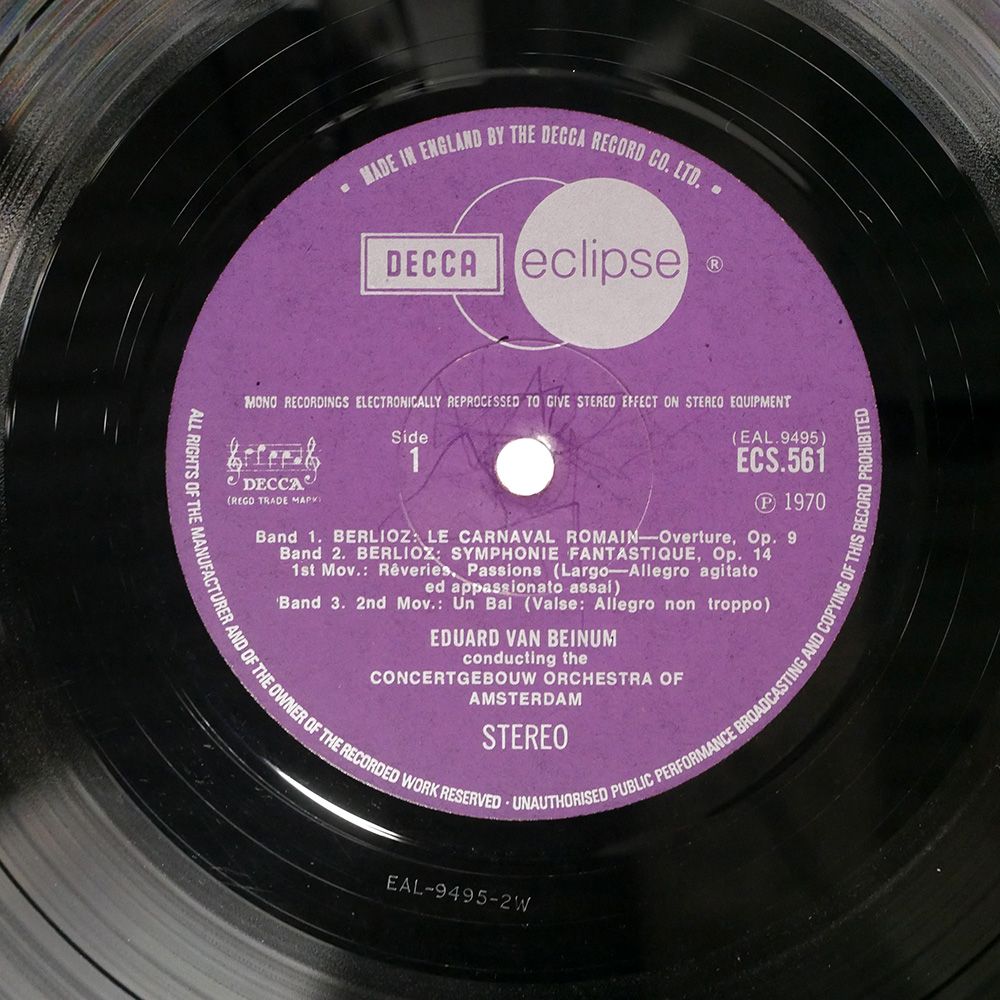 • MADE IN ENGLAND BY THE DECCA RECORD CO. LTD. •
DECCA eclipse ®
MONO RECORDINGS ELECTRONICALLY REPROCESSED TO GIVE STEREO EFFECT ON STEREO EQUIPMENT
DECCA
(REGD TRADE MARK)
Side
1
(EAL.9495)
ECS.561
℗ 1970
Band 1. BERLIOZ: LE CARNAVAL ROMAIN—Overture, Op. 9
Band 2. BERLIOZ: SYMPHONIE FANTASTIQUE, Op. 14
1st Mov.: Rêveries, Passions (Largo—Allegro agitato
ed appassionato assai)
Band 3. 2nd Mov.: Un Bal (Valse: Allegro non troppo)
EDUARD VAN BEINUM
conducting the
CONCERTGEBOUW ORCHESTRA OF
AMSTERDAM
STEREO
ALL RIGHTS OF THE MANUFACTURER AND OF THE OWNER OF THE RECORDED WORK RESERVED · UNAUTHORISED PUBLIC PERFORMANCE BROADCASTING AND COPYING OF THIS RECORD PROHIBITED
EAL-9495-2W